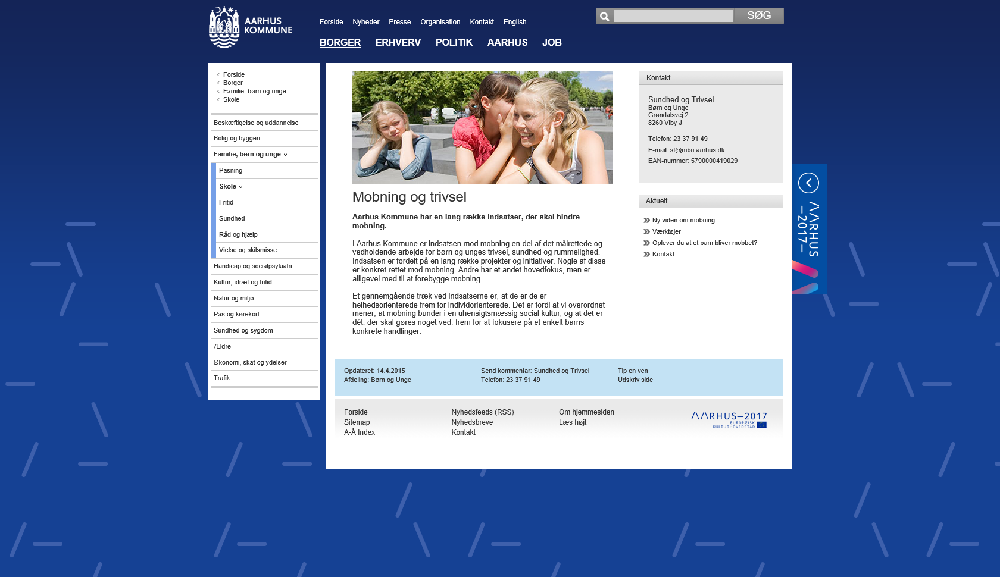 AARHUS
KOMMUNE
Forside
Nyheder
Presse
Organisation
Kontakt
English
SØG
BORGER
ERHVERV
POLITIK
AARHUS
JOB
Forside
Borger
Familie, børn og unge
Skole
Beskæftigelse og uddannelse
Bolig og byggeri
Familie, børn og unge
Pasning
Skole
Fritid
Sundhed
Råd og hjælp
Vielse og skilsmisse
Handicap og socialpsykiatri
Kultur, idræt og fritid
Natur og miljø
Pas og kørekort
Sundhed og sygdom
Ældre
Økonomi, skat og ydelser
Trafik
Mobning og trivsel
Aarhus Kommune har en lang række indsatser, der skal hindre
mobning.
I Aarhus Kommune er indsatsen mod mobning en del af det målrettede og
vedholdende arbejde for børn og unges trivsel, sundhed og rummelighed.
Indsatsen er fordelt på en lang række projekter og initiativer. Nogle af disse
er konkret rettet mod mobning. Andre har et andet hovedfokus, men er
alligevel med til at forebygge mobning.
Et gennemgående træk ved indsatserne er, at de er de er
helhedsorienterede frem for individorienterede. Det er fordi at vi overordnet
mener, at mobning bunder i en uhensigtsmæssig social kultur, og at det er
dét, der skal gøres noget ved, frem for at fokusere på et enkelt barns
konkrete handlinger.
Kontakt
Sundhed og Trivsel
Børn og Unge
Grøndalsvej 2
8260 Viby J
Telefon: 23 37 91 49
E-mail: st@mbu.aarhus.dk
EAN-nummer: 5790000419029
Aktuelt
Ny viden om mobning
Værktøjer
Oplever du at et barn bliver mobbet?
Kontakt
AARHUS
—2017—
Opdateret: 14.4.2015
Afdeling: Børn og Unge
Send kommentar: Sundhed og Trivsel
Telefon: 23 37 91 49
Tip en ven
Udskriv side
Forside
Sitemap
A-Å Index
Nyhedsfeeds (RSS)
Nyhedsbreve
Kontakt
Om hjemmesiden
Læs højt
AARHUS—2017
EUROPÆISK
KULTURHOVEDSTAD